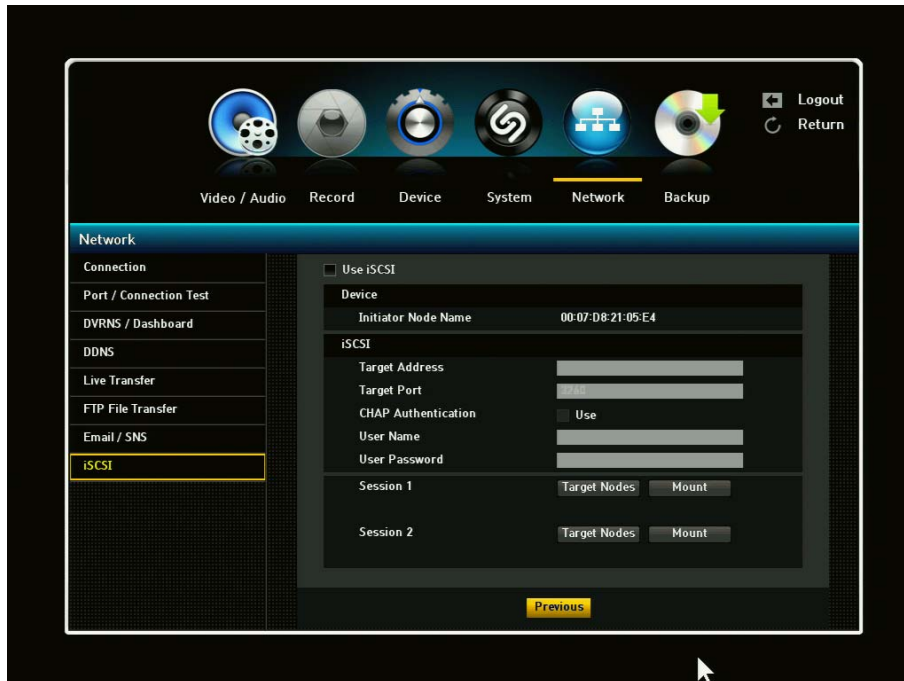 Logout
Return
Video / Audio Record Device System Network Backup
Network
Connection
Port / Connection Test
DVRNS / Dashboard
DDNS
Live Transfer
FTP File Transfer
Email / SNS
iSCSI
Use iSCSI
Device
Initiator Node Name 00:07:D8:21:05:E4
iSCSI
Target Address
Target Port 3260
CHAP Authentication Use
User Name
User Password
Session 1 Target Nodes Mount
Session 2 Target Nodes Mount
Previous